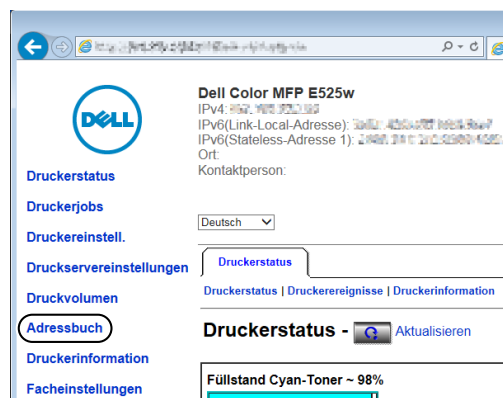 DELL
Dell Color MFP E525w
IPv4:
IPv6(Link-Local-Adresse):
IPv6(Stateless-Adresse 1):
Ort:
Kontaktperson:
Deutsch
Druckerstatus
Druckerjobs
Druckereinstell.
Druckservereinstellungen
Druckvolumen
Adressbuch
Druckerinformation
Facheinstellungen
Druckerstatus
Druckerstatus | Druckerereignisse | Druckerinformation
Druckerstatus - Aktualisieren
Füllstand Cyan-Toner ~ 98%